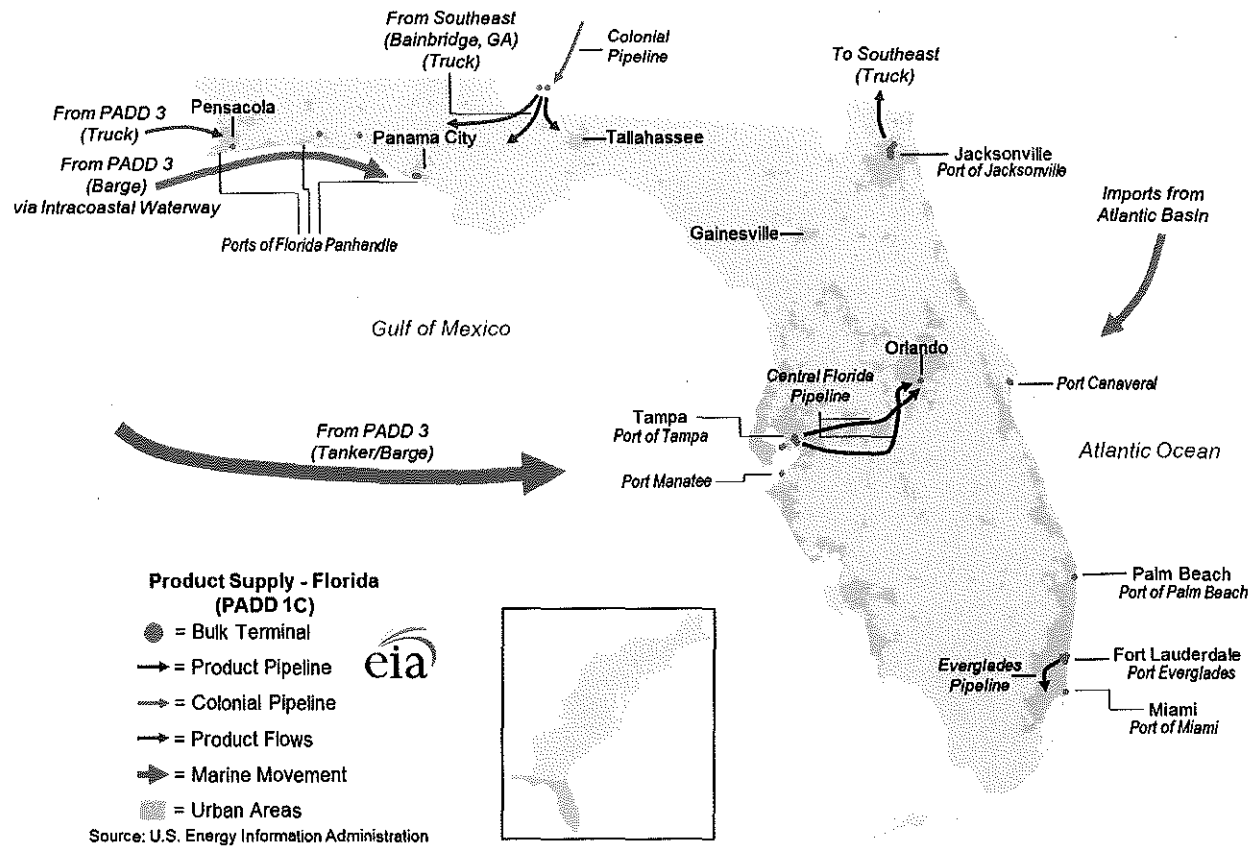 From Southeast
(Bainbridge, GA)
(Truck)
Colonial
Pipeline
To Southeast
(Truck)
From PADD 3
(Truck)
Pensacola
Panama City
Tallahassee
Jacksonville
Port of Jacksonville
From PADD 3
(Barge)
via Intracoastal Waterway
Ports of Florida Panhandle
Gainesville
Imports from
Atlantic Basin
Gulf of Mexico
Orlando
Central Florida
Pipeline
Port Canaveral
Tampa
Port of Tampa
From PADD 3
(Tanker/Barge)
Port Manatee
Atlantic Ocean
Palm Beach
Port of Palm Beach
Fort Lauderdale
Port Everglades
Everglades
Pipeline
Miami
Port of Miami
Product Supply - Florida
(PADD 1C)
= Bulk Terminal
= Product Pipeline
= Colonial Pipeline
= Product Flows
= Marine Movement
= Urban Areas
eia
Source: U.S. Energy Information Administration